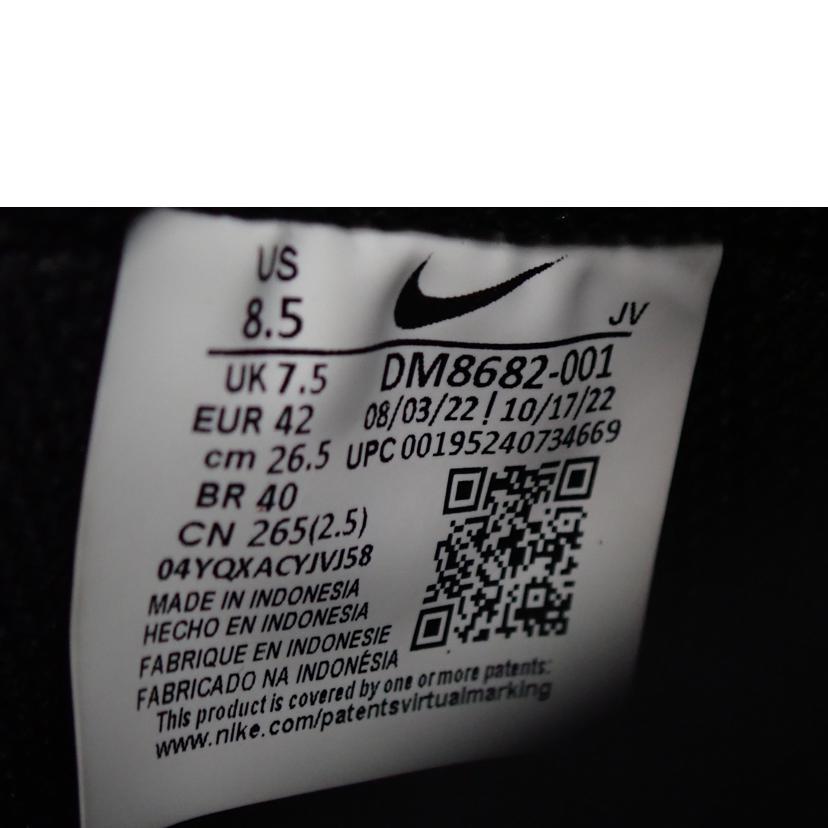 US
8.5
JV
UK 7.5
DM8682-001
EUR 42
08/03/22 ! 10/17/22
cm 26.5
UPC 00195240734669
BR 40
CN 265(2.5)
04YQXACYJVJ58
MADE IN INDONESIA
HECHO EN INDONESIA
FABRIQUE EN INDONESIE
FABRICADO NA INDONÉSIA
This product is covered by one or more patents:
www.nike.com/patentsvirtualmarking